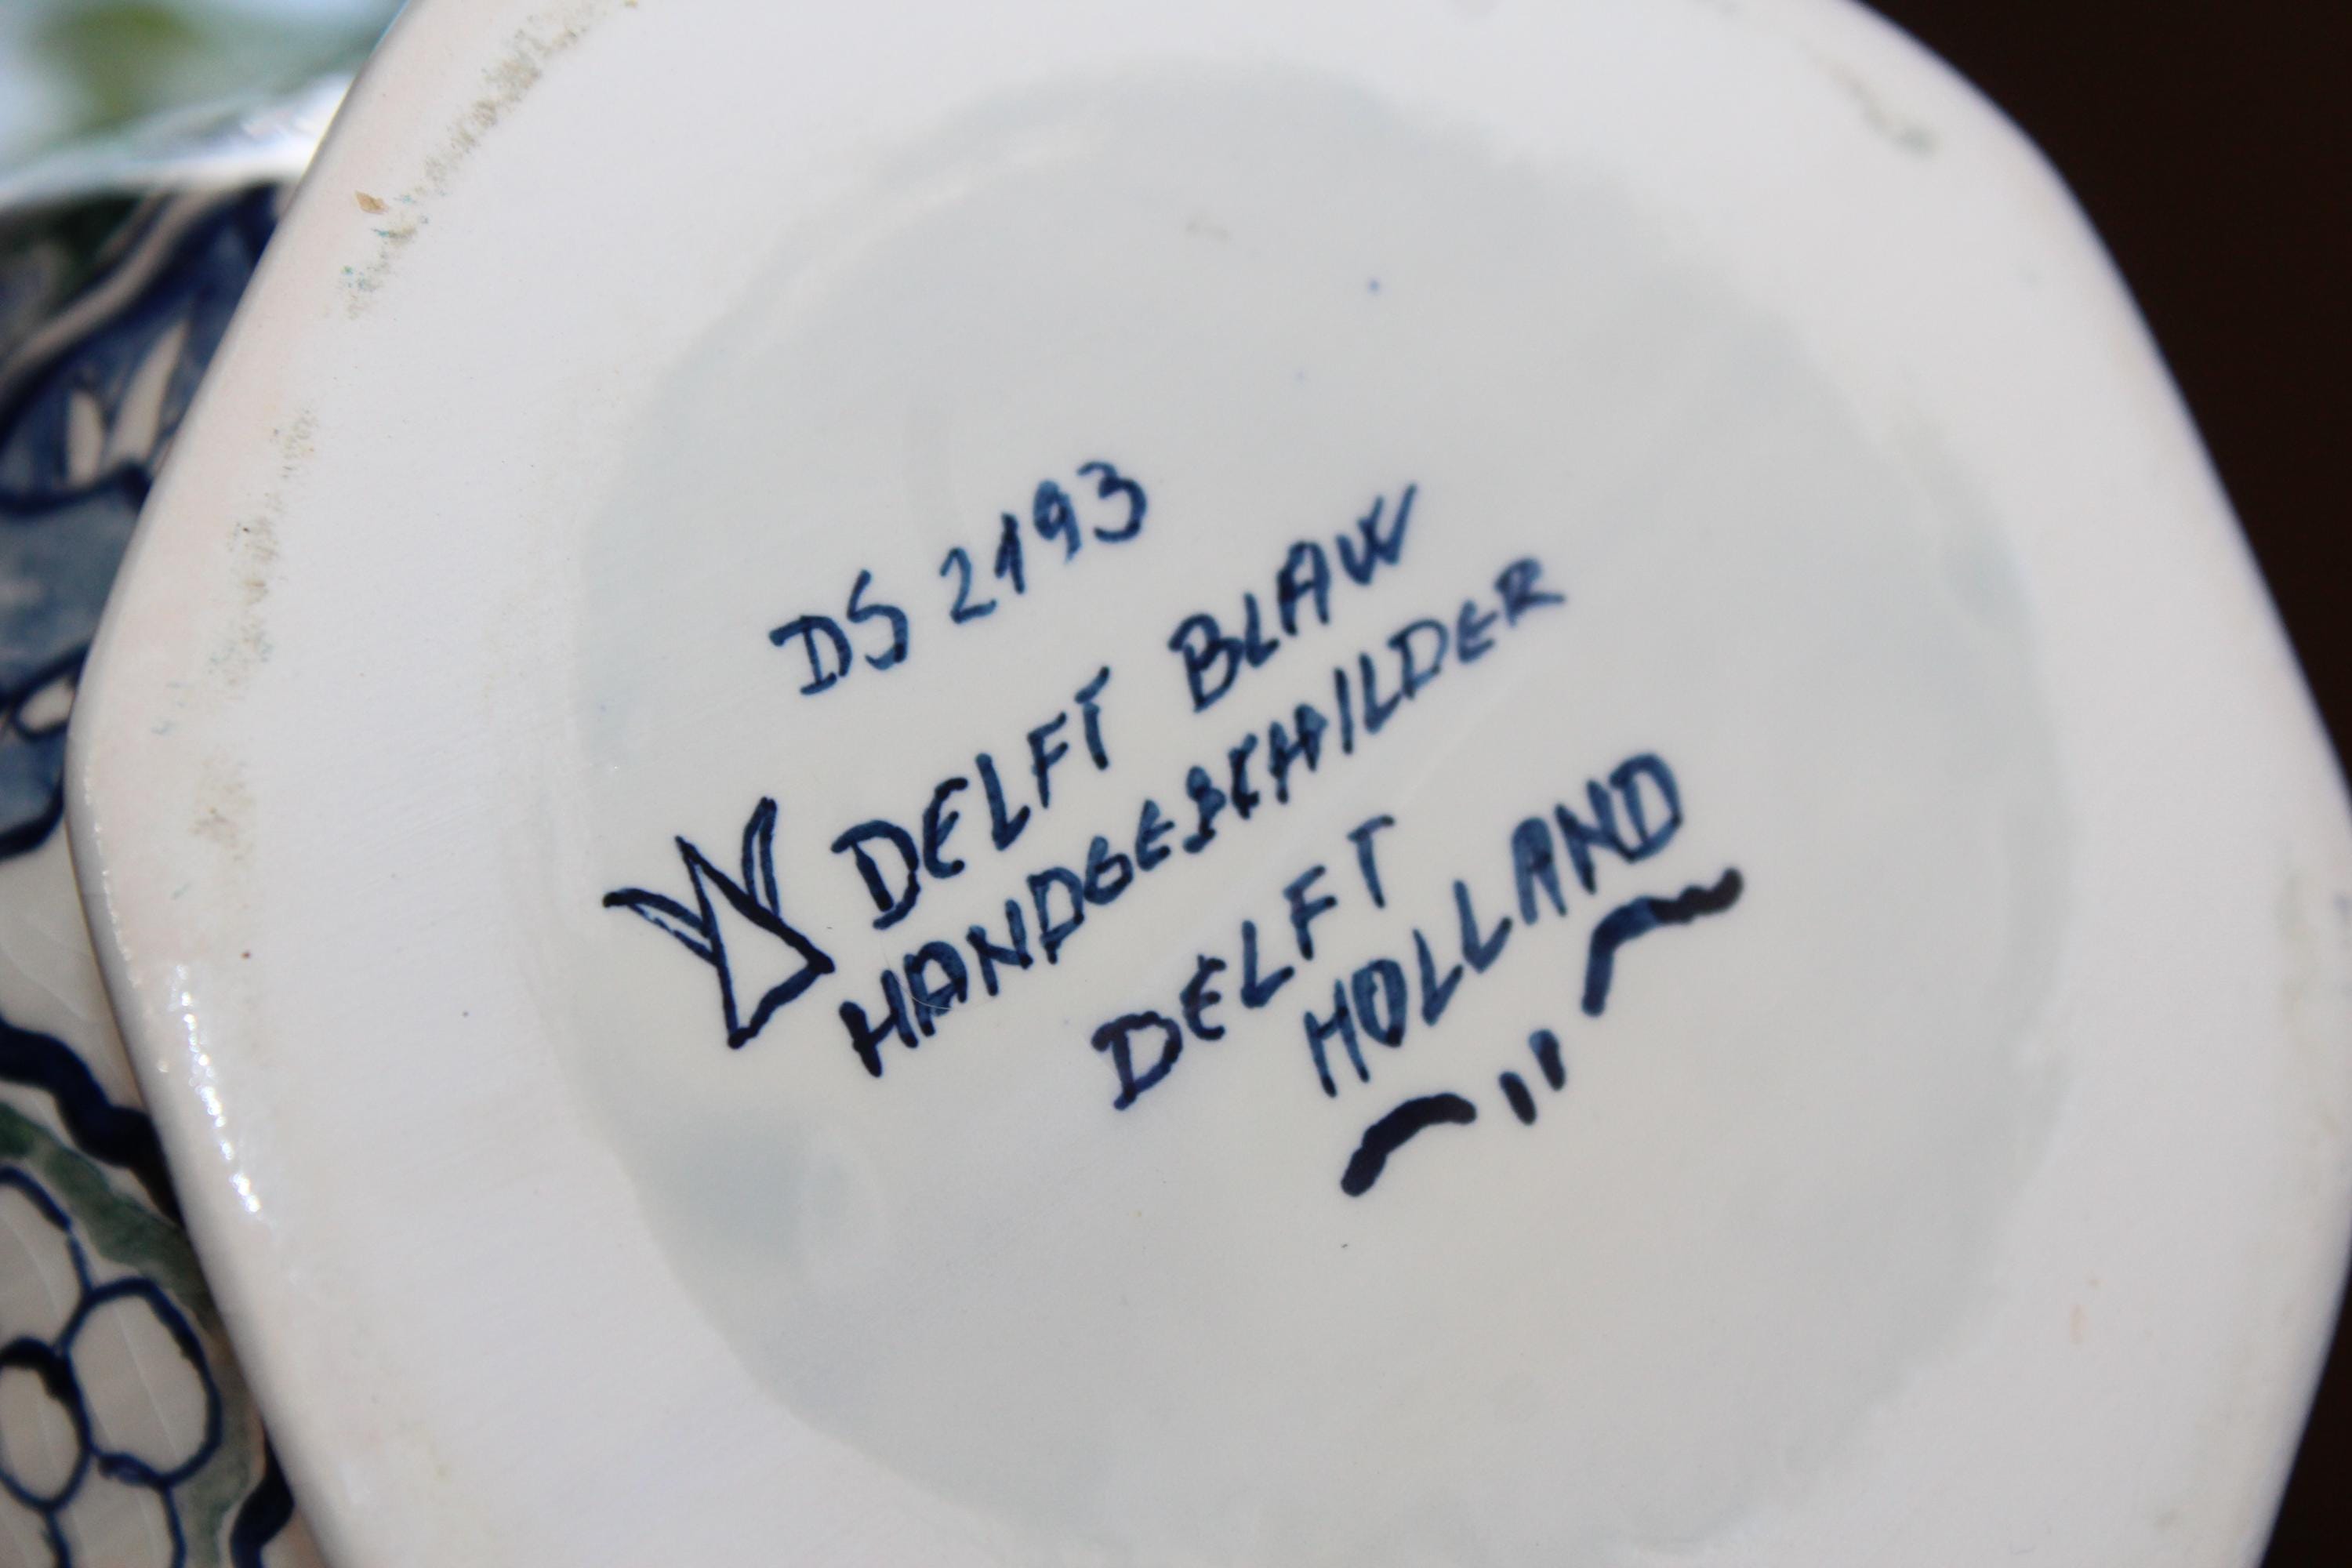 DS 2193
DELFT BLAW
HANDGESCHILDER
DELFT
HOLLAND